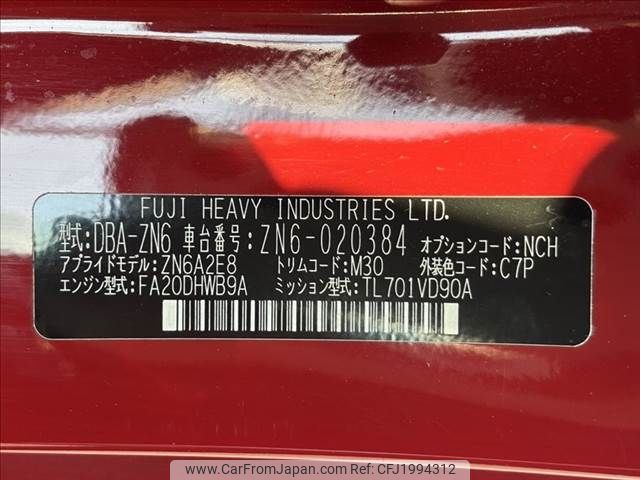 FUJI HEAVY INDUSTRIES LTD.
型式:DBA-ZN6 車台番号:ZN6-020384 オプションコード:NCH
アプライドモデル:ZN6A2E8 トリムコード:M30 外装色コード:C7P
エンジン型式:FA20DHWB9A ミッション型式:TL701VD90A
www.CarFromJapan.com - CFJ1994312